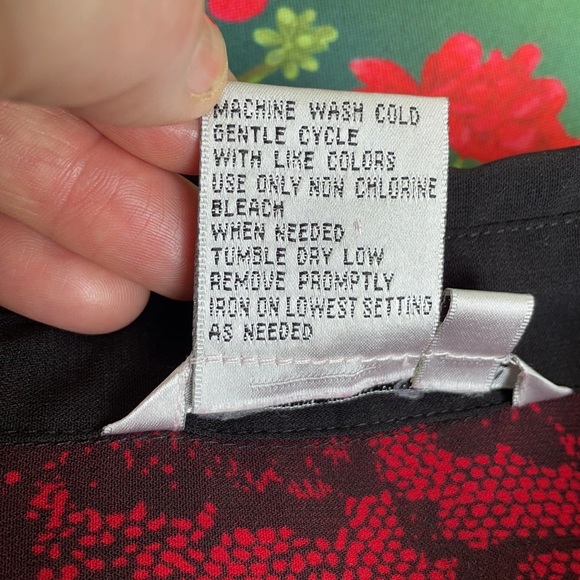 MACHINE WASH COLD
GENTLE CYCLE
WITH LIKE COLORS
USE ONLY NON CHLORINE
BLEACH
WHEN NEEDED
TUMBLE DRY LOW
REMOVE PROMPTLY
IRON ON LOWEST SETTING
AS NEEDED